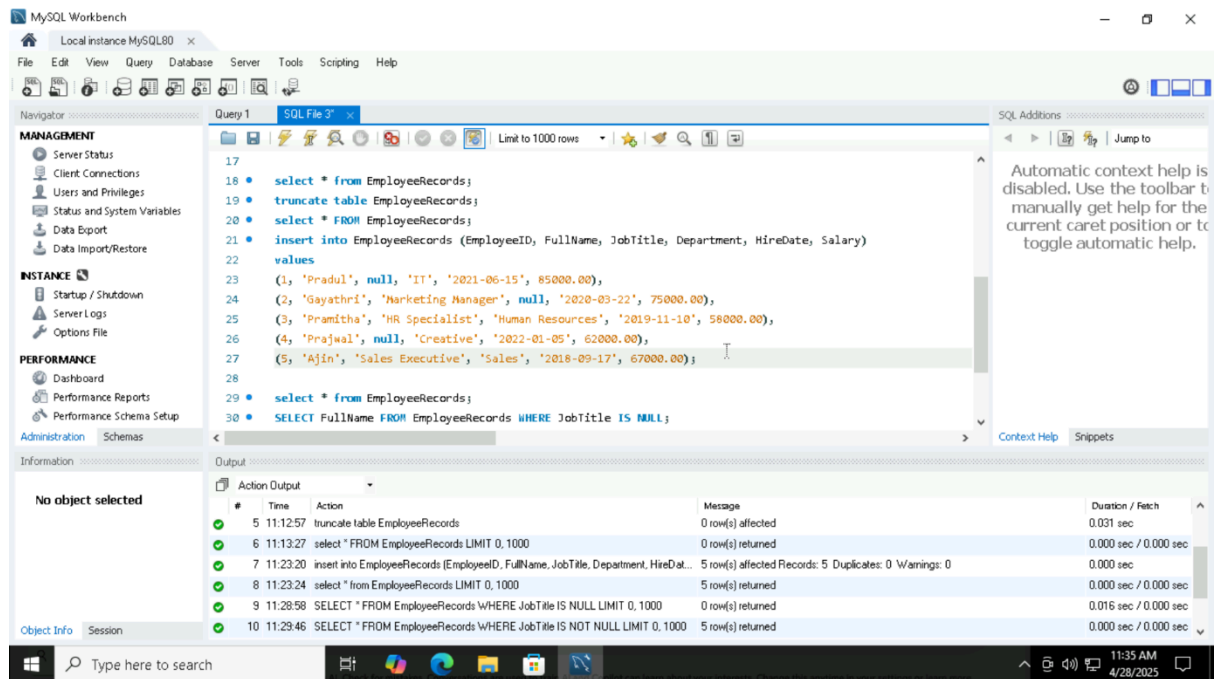 MySQL Workbench
Local instance MySQL80 ×
File Edit View Query Database Server Tools Scripting Help
Navigator
MANAGEMENT
Server Status
Client Connections
Users and Privileges
Status and System Variables
Data Export
Data Import/Restore
INSTANCE
Startup / Shutdown
Server Logs
Options File
PERFORMANCE
Dashboard
Performance Reports
Performance Schema Setup
Administration Schemas
Query 1 SQL File 3* ×
Limit to 1000 rows
17
18 select * from EmployeeRecords;
19 truncate table EmployeeRecords;
20 select * FROM EmployeeRecords;
21 insert into EmployeeRecords (EmployeeID, FullName, JobTitle, Department, HireDate, Salary)
22 values
23 (1, 'Pradul', null, 'IT', '2021-06-15', 85000.00),
24 (2, 'Gayathri', 'Marketing Manager', null, '2020-03-22', 75000.00),
25 (3, 'Pramitha', 'HR Specialist', 'Human Resources', '2019-11-10', 58000.00),
26 (4, 'Prajwal', null, 'Creative', '2022-01-05', 62000.00),
27 (5, 'Ajin', 'Sales Executive', 'Sales', '2018-09-17', 67000.00);
28
29 select * from EmployeeRecords;
30 SELECT FullName FROM EmployeeRecords WHERE JobTitle IS NULL;
SQL Additions
Jump to
Automatic context help is
disabled. Use the toolbar t
manually get help for the
current caret position or to
toggle automatic help.
Context Help Snippets
Information
No object selected
Object Info Session
Output
Action Output
# Time Action Message Duration / Fetch
5 11:12:57 truncate table EmployeeRecords 0 row(s) affected 0.031 sec
6 11:13:27 select * FROM EmployeeRecords LIMIT 0, 1000 0 row(s) returned 0.000 sec / 0.000 sec
7 11:23:20 insert into EmployeeRecords (EmployeeID, FullName, JobTitle, Department, HireDat... 5 row(s) affected Records: 5 Duplicates: 0 Warnings: 0 0.000 sec
8 11:23:24 select * from EmployeeRecords LIMIT 0, 1000 5 row(s) returned 0.000 sec / 0.000 sec
9 11:28:58 SELECT * FROM EmployeeRecords WHERE JobTitle IS NULL LIMIT 0, 1000 0 row(s) returned 0.016 sec / 0.000 sec
10 11:29:46 SELECT * FROM EmployeeRecords WHERE JobTitle IS NOT NULL LIMIT 0, 1000 5 row(s) returned 0.000 sec / 0.000 sec
Type here to search
11:35 AM
4/28/2025